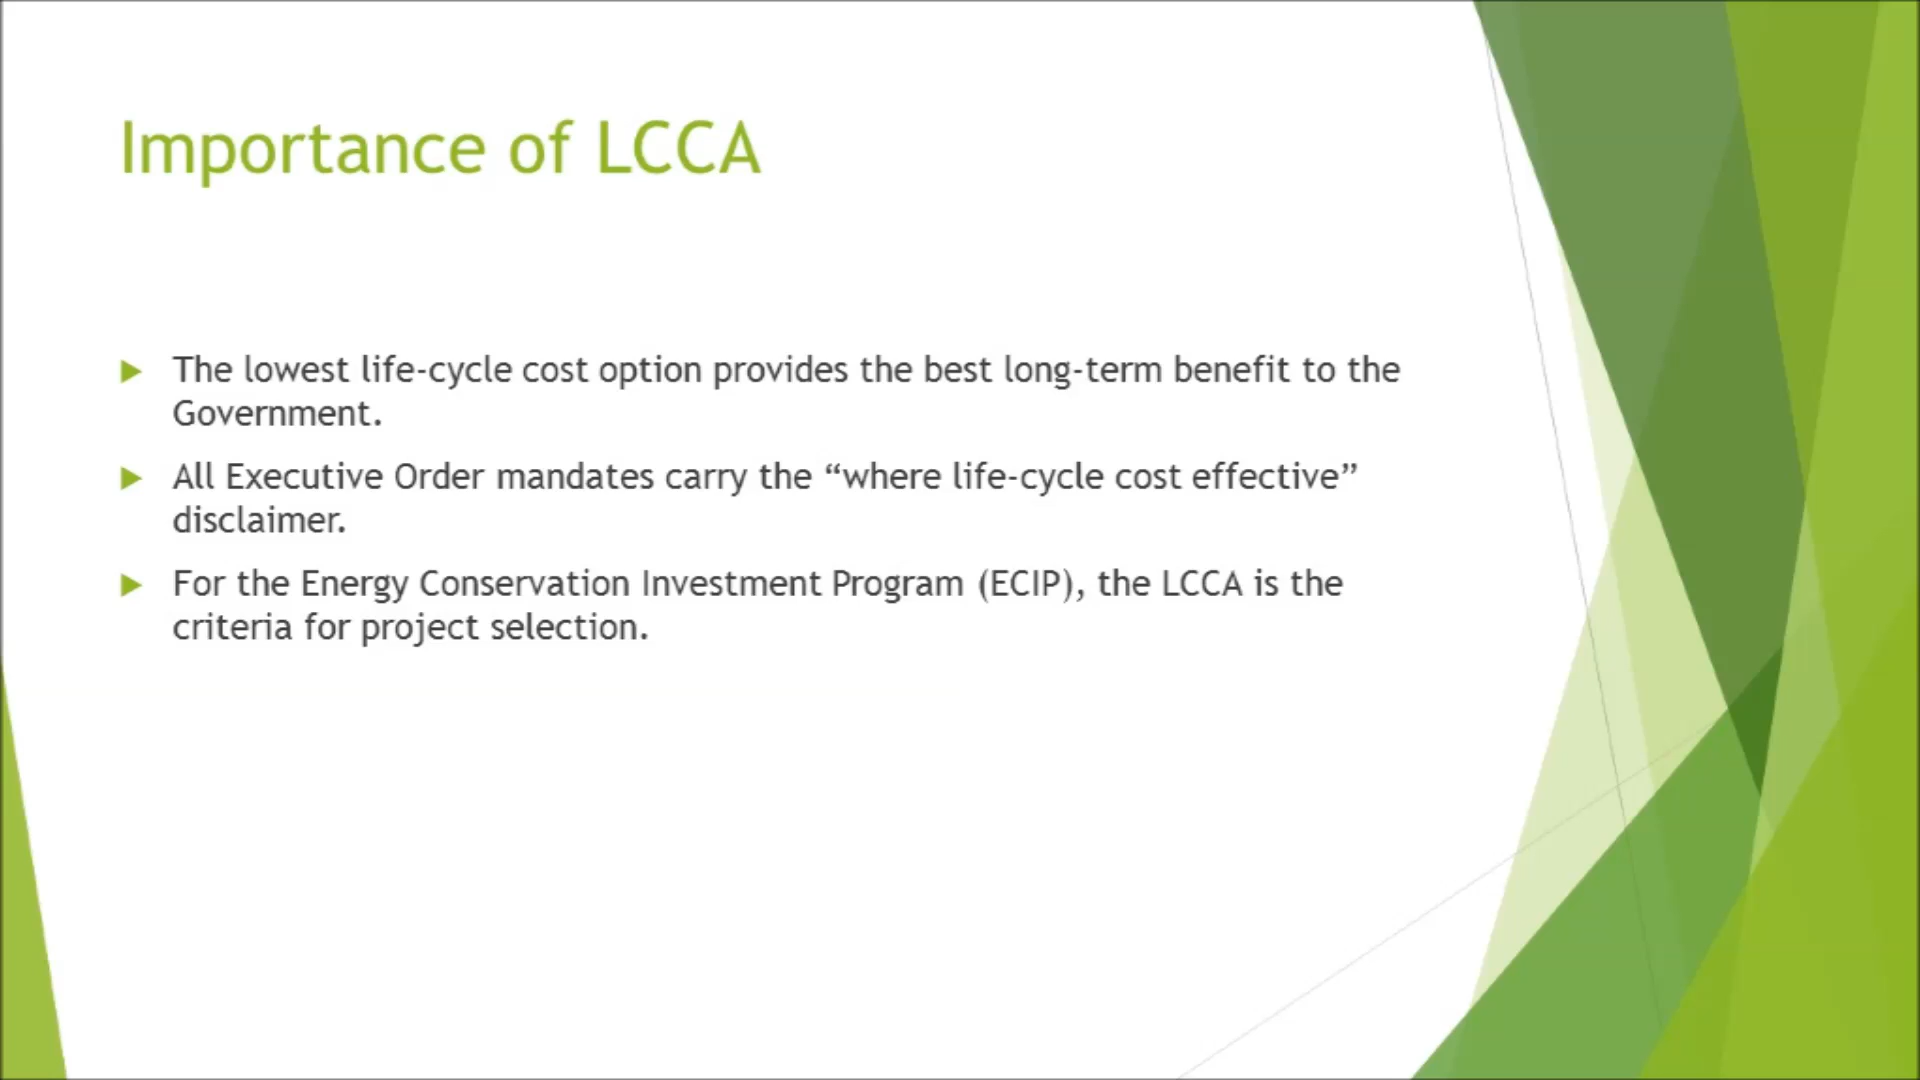 Importance of LCCA
The lowest life-cycle cost option provides the best long-term benefit to the
Government.
All Executive Order mandates carry the “where life-cycle cost effective”
disclaimer.
For the Energy Conservation Investment Program (ECIP), the LCCA is the
criteria for project selection.